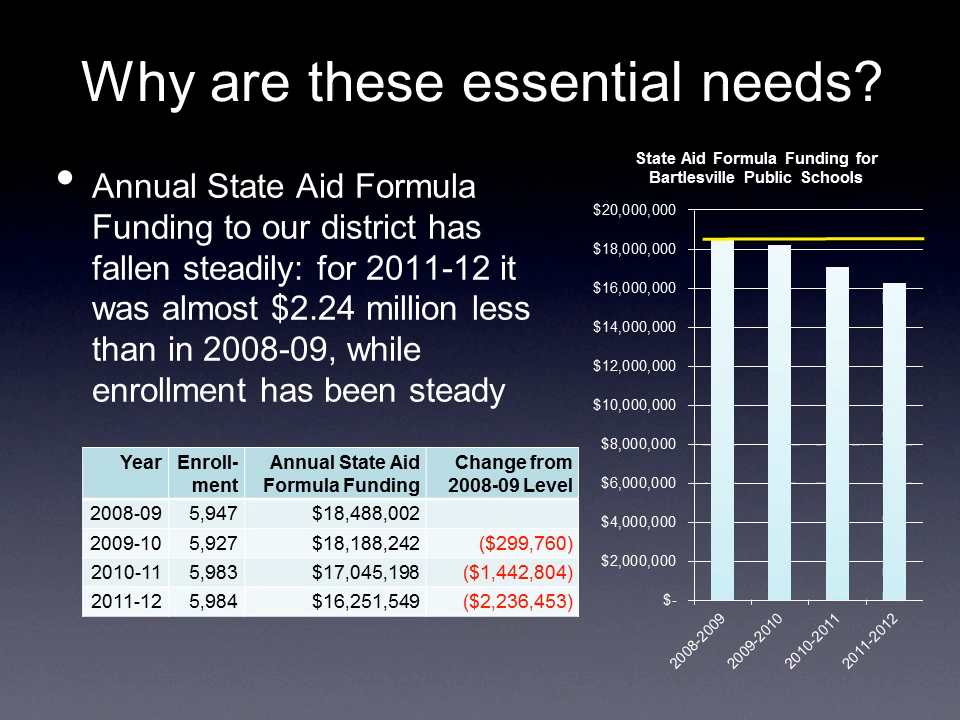 Why are these essential needs?
• Annual State Aid Formula
Funding to our district has
fallen steadily: for 2011-12 it
was almost $2.24 million less
than in 2008-09, while
enrollment has been steady
Year Enroll-ment Annual State Aid Formula Funding Change from 2008-09 Level
2008-09 5,947 $18,488,002
2009-10 5,927 $18,188,242 ($299,760)
2010-11 5,983 $17,045,198 ($1,442,804)
2011-12 5,984 $16,251,549 ($2,236,453)
State Aid Formula Funding for
Bartlesville Public Schools
$20,000,000
$18,000,000
$16,000,000
$14,000,000
$12,000,000
$10,000,000
$8,000,000
$6,000,000
$4,000,000
$2,000,000
$-
2008-2009
2009-2010
2010-2011
2011-2012